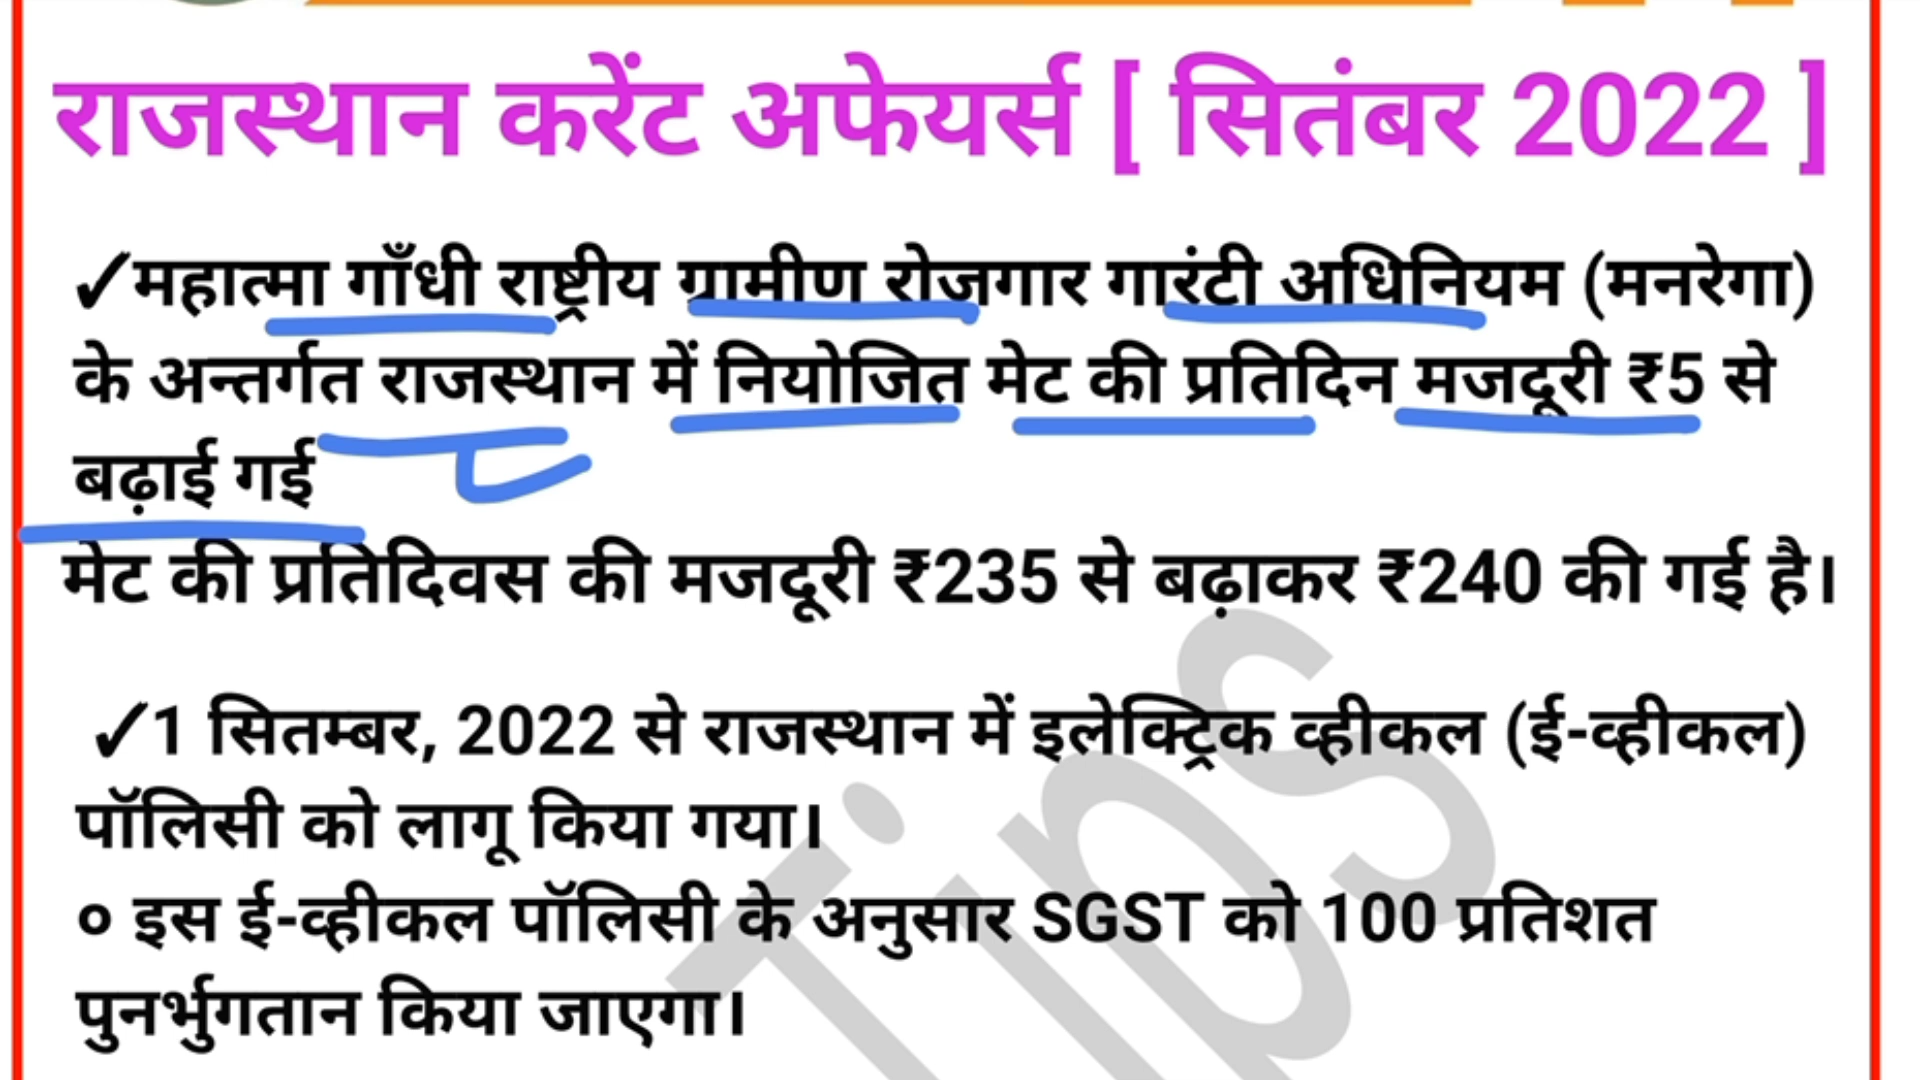 राजस्थान करेंट अफेयर्स [ सितंबर 2022 ]
✓महात्मा गाँधी राष्ट्रीय ग्रामीण रोजगार गारंटी अधिनियम (मनरेगा)
के अन्तर्गत राजस्थान में नियोजित मेट की प्रतिदिन मजदूरी ₹5 से
बढ़ाई गई
मेट की प्रतिदिवस की मजदूरी ₹235 से बढ़ाकर ₹240 की गई है।
✓1 सितम्बर, 2022 से राजस्थान में इलेक्ट्रिक व्हीकल (ई-व्हीकल)
पॉलिसी को लागू किया गया।
० इस ई-व्हीकल पॉलिसी के अनुसार SGST को 100 प्रतिशत
पुनर्भुगतान किया जाएगा।
Tips